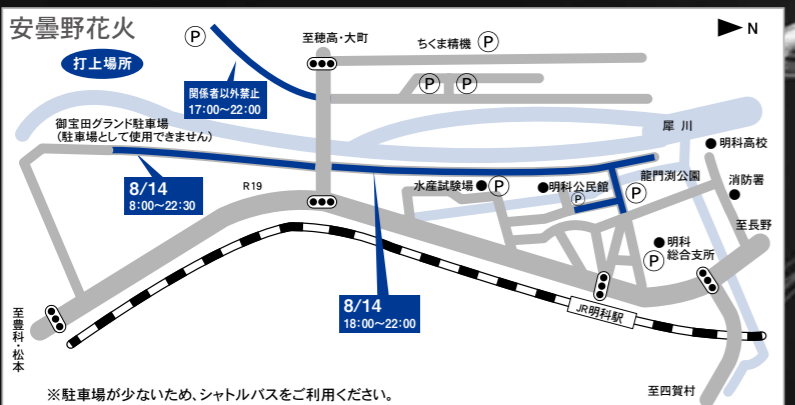 安曇野花火
打上場所
P
至穂高・大町
ちくま精機 P
N
関係者以外禁止
17:00〜22:00
P P
御宝田グランド駐車場
(駐車場として使用できません)
犀 川
明科高校
8/14
8:00〜22:30
R19
水産試験場 P
明科公民館
P
龍門渕公園
P
消防署
至長野
明科
総合支所
P
8/14
18:00〜22:00
JR明科駅
至豊科・松本
至四賀村
※駐車場が少ないため、シャトルバスをご利用ください。